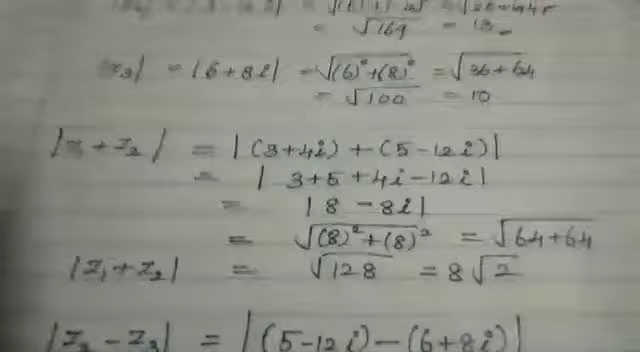 = √169 = 13
|z3| = |6+8i| = √(6)²+(8)² = √36+64
= √100 = 10
|z1+z2| = |(3+4i)+(5-12i)|
= |3+5+4i-12i|
= |8-8i|
= √(8)²+(8)² = √64+64
|z1+z2| = √128 = 8√2
|z2-z3| = |(5-12i)-(6+8i)|